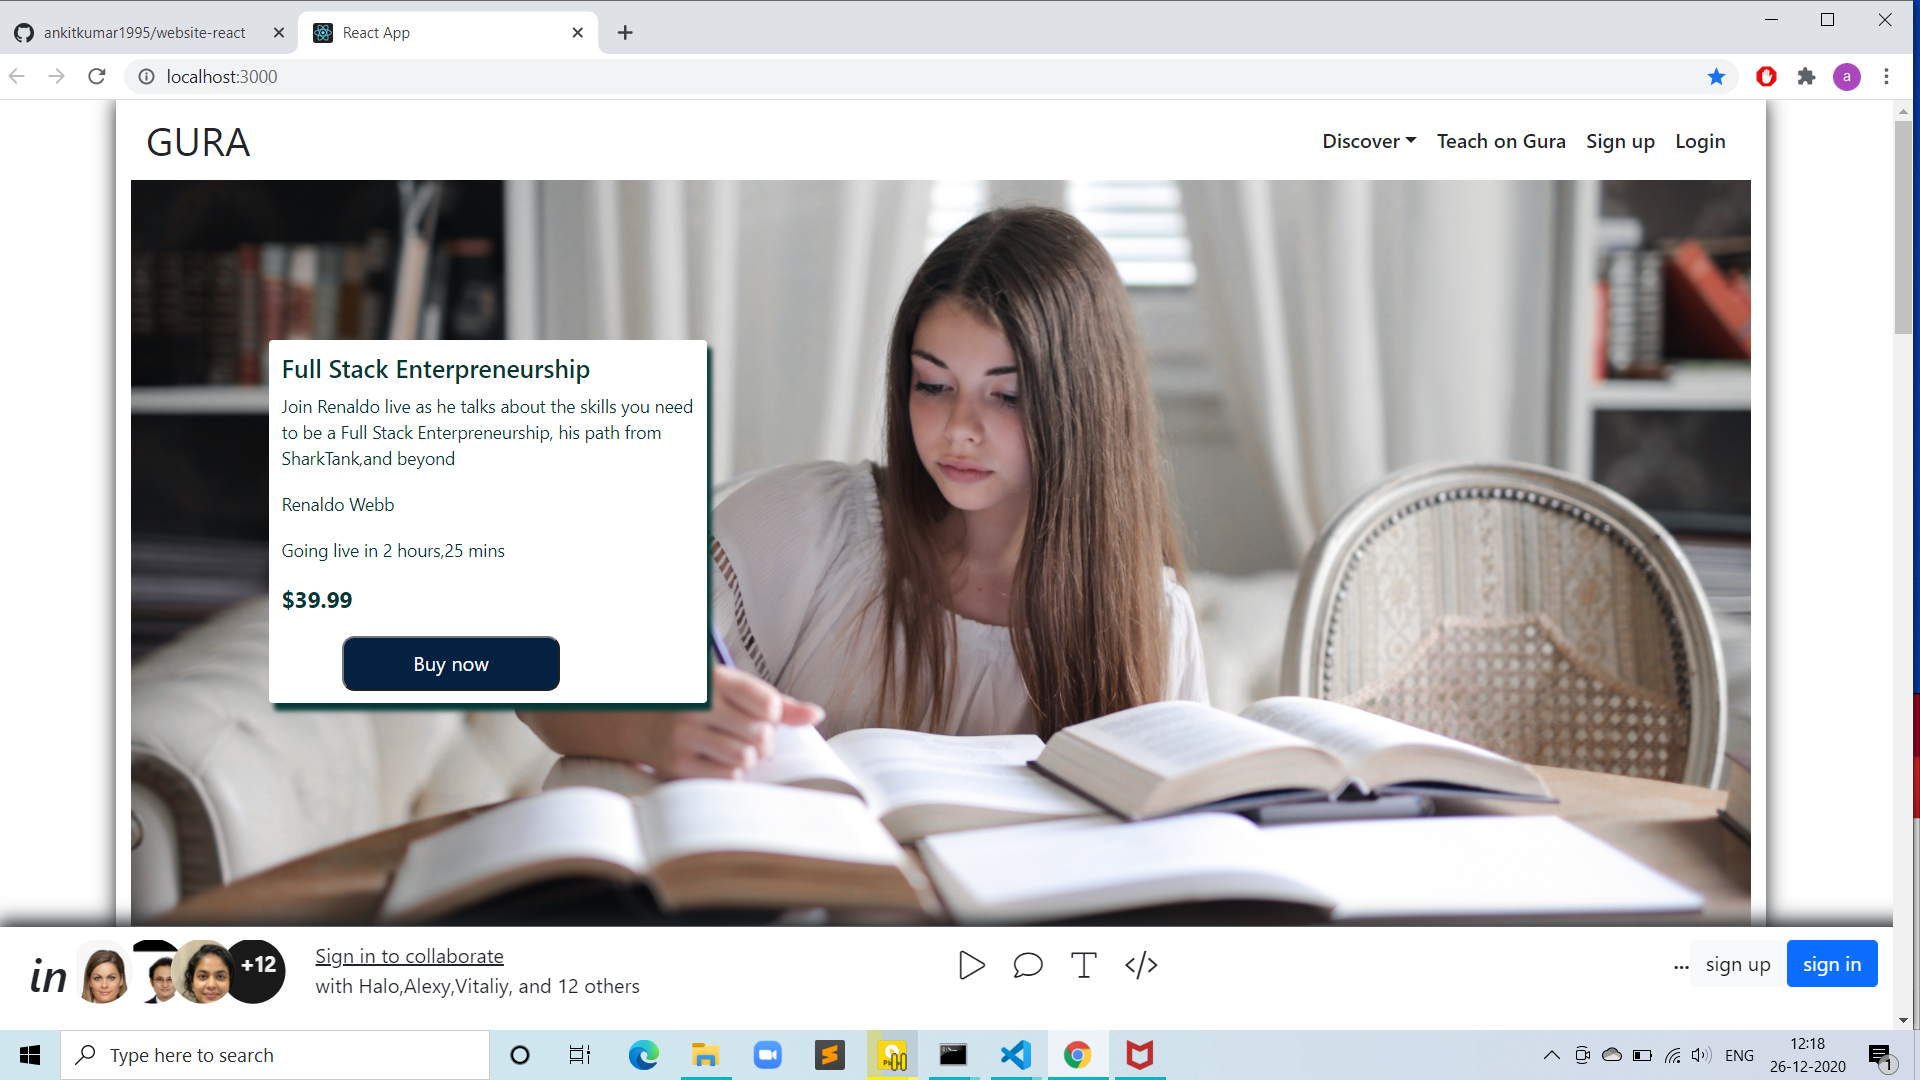 ankitkumar1995/website-react
React App
localhost:3000
a
GURA
Discover
Teach on Gura
Sign up
Login
Full Stack Enterpreneurship
Join Renaldo live as he talks about the skills you need
to be a Full Stack Enterpreneurship, his path from
SharkTank,and beyond
Renaldo Webb
Going live in 2 hours,25 mins
$39.99
Buy now
in
+12
Sign in to collaborate
with Halo,Alexy,Vitaliy, and 12 others
T
</>
...
sign up
sign in
Type here to search
ENG
12:18
26-12-2020
1